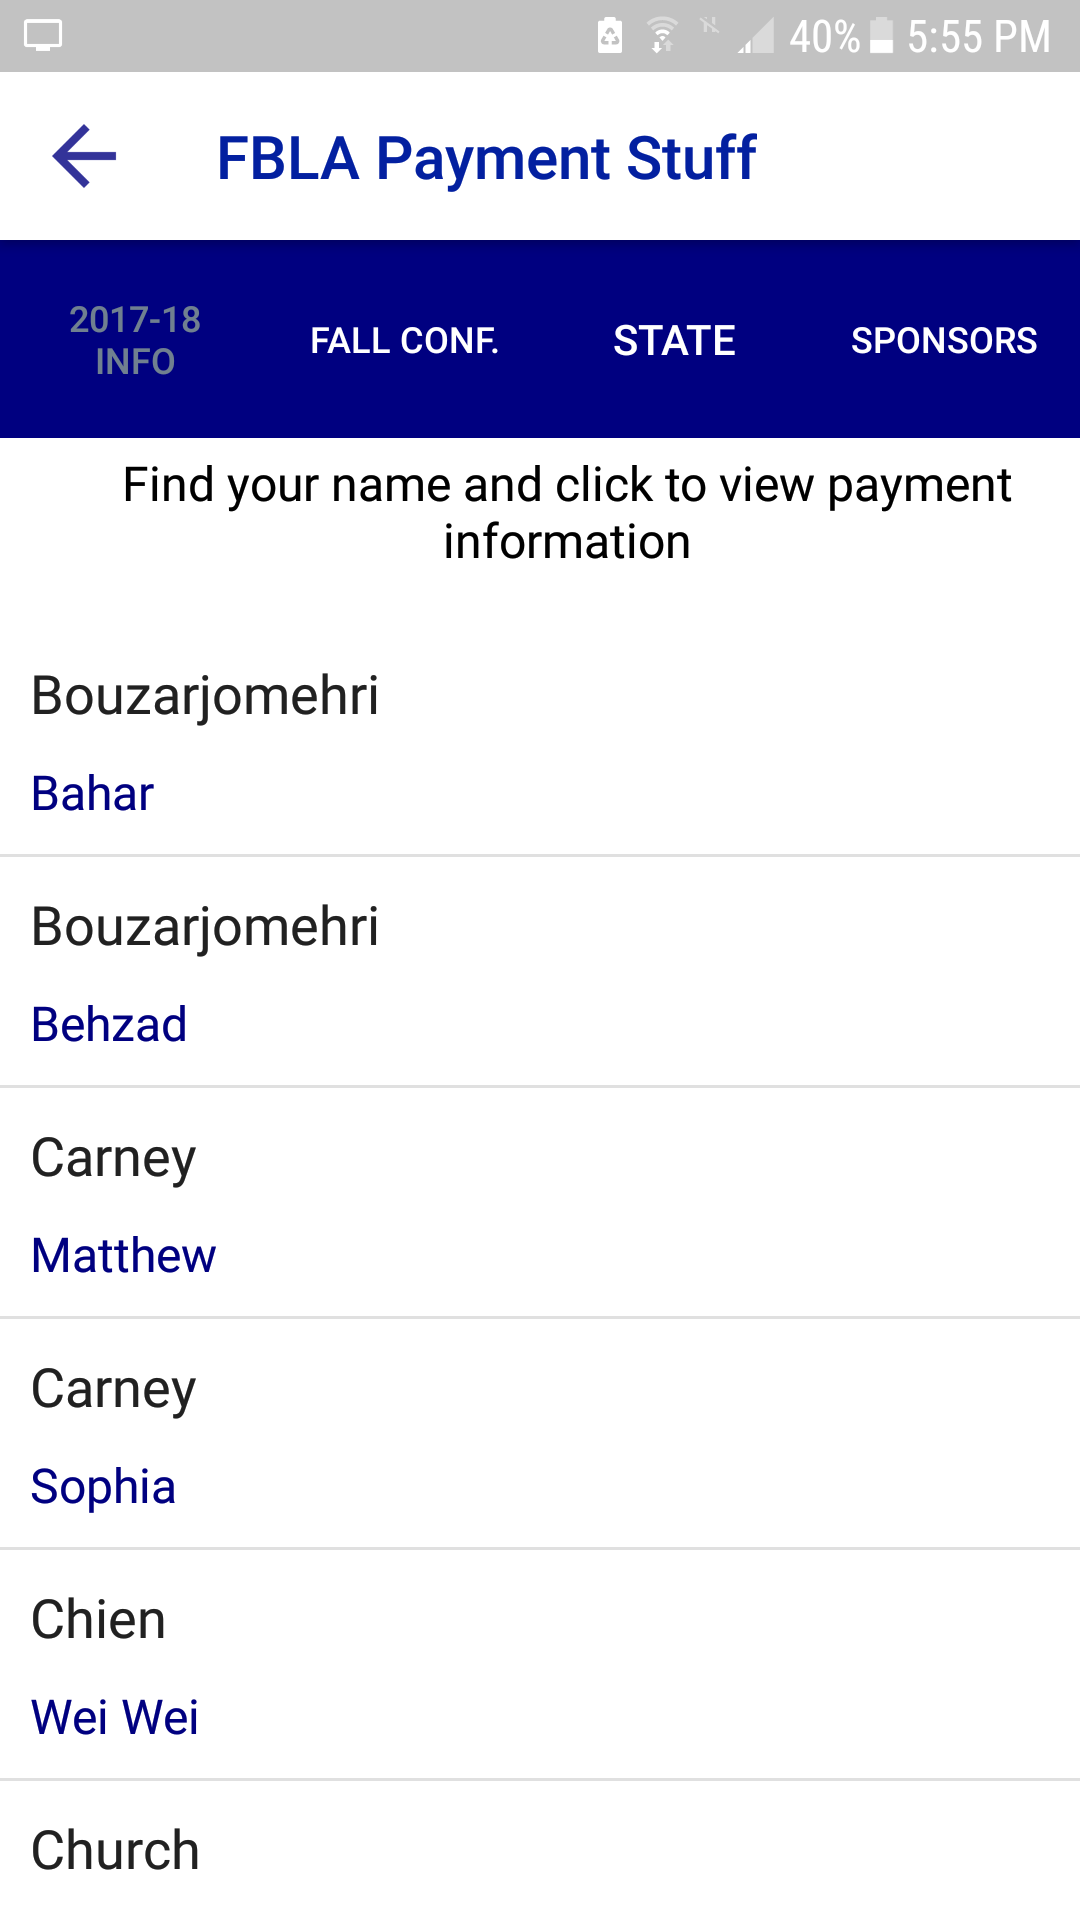 40% 5:55 PM
FBLA Payment Stuff
2017-18
INFO
FALL CONF.
STATE
SPONSORS
Find your name and click to view payment
information
Bouzarjomehri
Bahar
Bouzarjomehri
Behzad
Carney
Matthew
Carney
Sophia
Chien
Wei Wei
Church